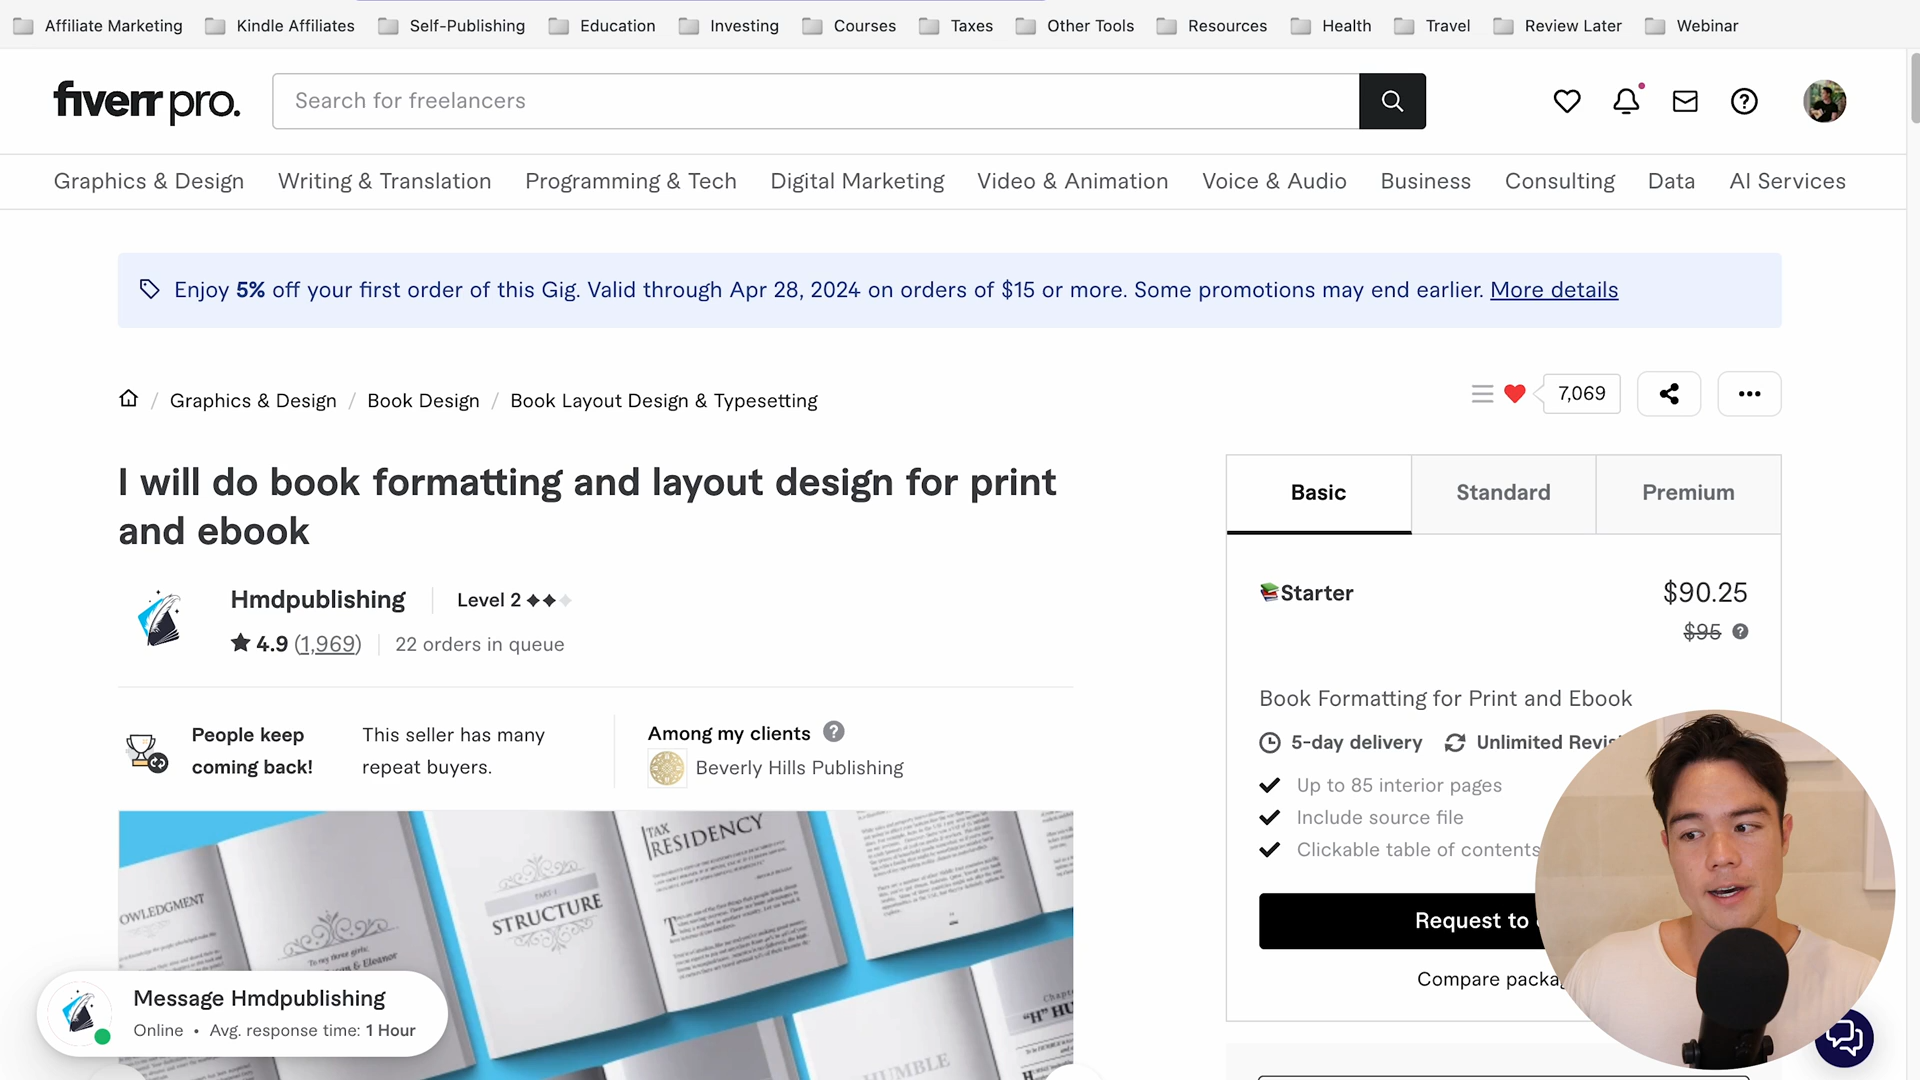 Affiliate Marketing Kindle Affiliates Self-Publishing Education Investing Courses Taxes Other Tools Resources Health Travel Review Later Webinar
fiverr pro.
Search for freelancers
Graphics & Design Writing & Translation Programming & Tech Digital Marketing Video & Animation Voice & Audio Business Consulting Data AI Services
Enjoy 5% off your first order of this Gig. Valid through Apr 28, 2024 on orders of $15 or more. Some promotions may end earlier. More details
Graphics & Design / Book Design / Book Layout Design & Typesetting
7,069
I will do book formatting and layout design for print
and ebook
Hmdpublishing
Level 2
4.9 (1,969)
22 orders in queue
People keep
coming back!
This seller has many
repeat buyers.
Among my clients
Beverly Hills Publishing
Basic Standard Premium
Starter
$90.25
$95
Book Formatting for Print and Ebook
5-day delivery
Unlimited
Up to 85 interior pages
Include source file
Clickable table of contents
Request to
Compare
PART 1
STRUCTURE
TAX
RESIDENCY
HUMBLE
Message Hmdpublishing
Online • Avg. response time: 1 Hour